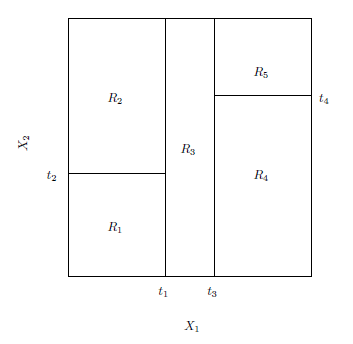 R₅
R₂
t₄
X₂
R₃
t₂
R₄
R₁
t₁
t₃
X₁